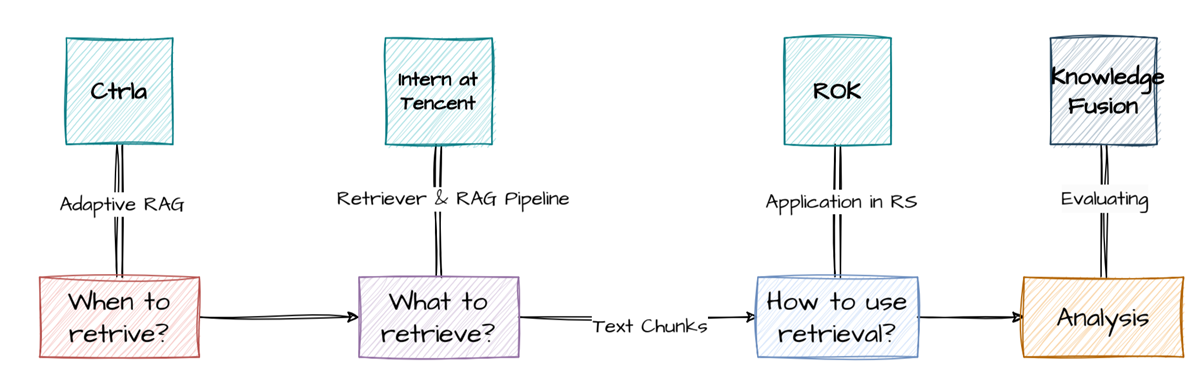 Ctrla
Intern at
Tencent
ROK
Knowledge
Fusion
Adaptive RAG
Retriever & RAG Pipeline
Application in RS
Evaluating
When to
retrive?
What to
retrieve?
Text Chunks
How to use
retrieval?
Analysis